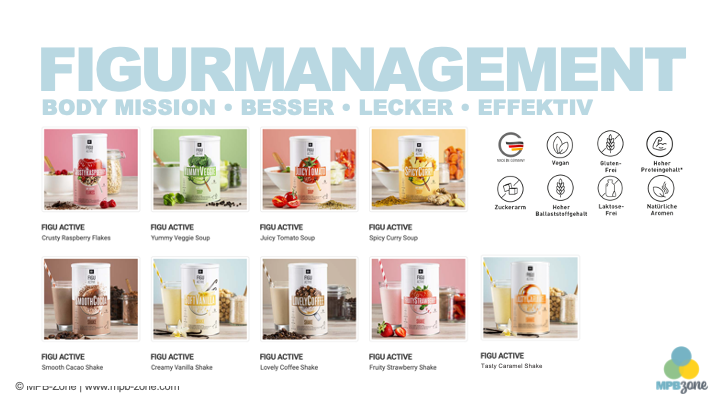 FIGURMANAGEMENT
BODY MISSION • BESSER • LECKER • EFFEKTIV
MADE IN GERMANY
Vegan
Gluten-
Frei
Hoher
Proteingehalt*
Zuckerarm
Hoher
Ballaststoffgehalt
Laktose-
Frei
Natürliche
Aromen
FIGU ACTIVE
Crusty Raspberry Flakes
FIGU ACTIVE
Yummy Veggie Soup
FIGU ACTIVE
Juicy Tomato Soup
FIGU ACTIVE
Spicy Curry Soup
FIGU ACTIVE
Smooth Cacao Shake
FIGU ACTIVE
Creamy Vanilla Shake
FIGU ACTIVE
Lovely Coffee Shake
FIGU ACTIVE
Fruity Strawberry Shake
FIGU ACTIVE
Tasty Caramel Shake
© MPB-Zone | www.mpb-zone.com
MPBzone